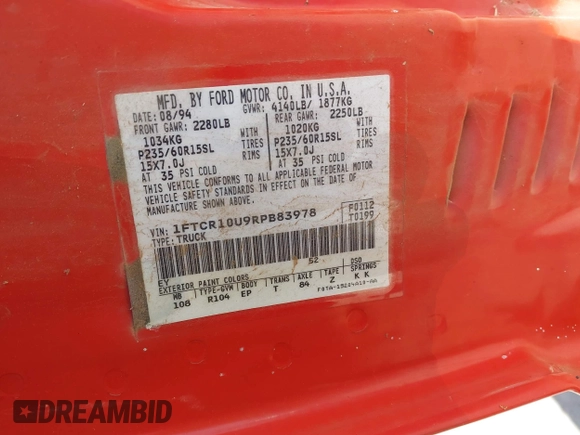 MFD. BY FORD MOTOR CO. IN U.S.A.
DATE: 08/94 GVWR: 4140LB/ 1877KG
FRONT GAWR: 2280LB REAR GAWR: 2250LB
1034KG WITH 1020KG WITH
P235/60R15SL TIRES P235/60R15SL TIRES
15X7.0J RIMS 15X7.0J RIMS
AT 35 PSI COLD AT 35 PSI COLD
THIS VEHICLE CONFORMS TO ALL APPLICABLE FEDERAL MOTOR
VEHICLE SAFETY STANDARDS IN EFFECT ON THE DATE OF
MANUFACTURE SHOWN ABOVE.
VIN: 1FTCR10U9RPB83978 F0112
TYPE: TRUCK T0199
EY 52
EXTERIOR PAINT COLORS DSO
MB TYPE-GVW BODY TRANS AXLE TAPE SPRINGS
108 R104 EP T 84 Z K K
DREAMBID